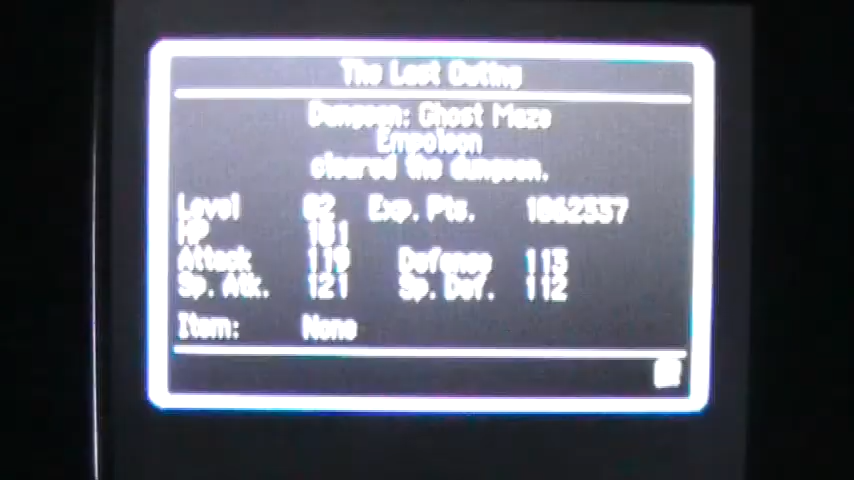 The Last Outing
Dungeon: Ghost Maze
Empoleon
cleared the dungeon.
Level 82 Exp. Pts. 1062337
HP 181
Attack 119 Defense 113
Sp. Atk. 121 Sp. Def. 112
Item: None